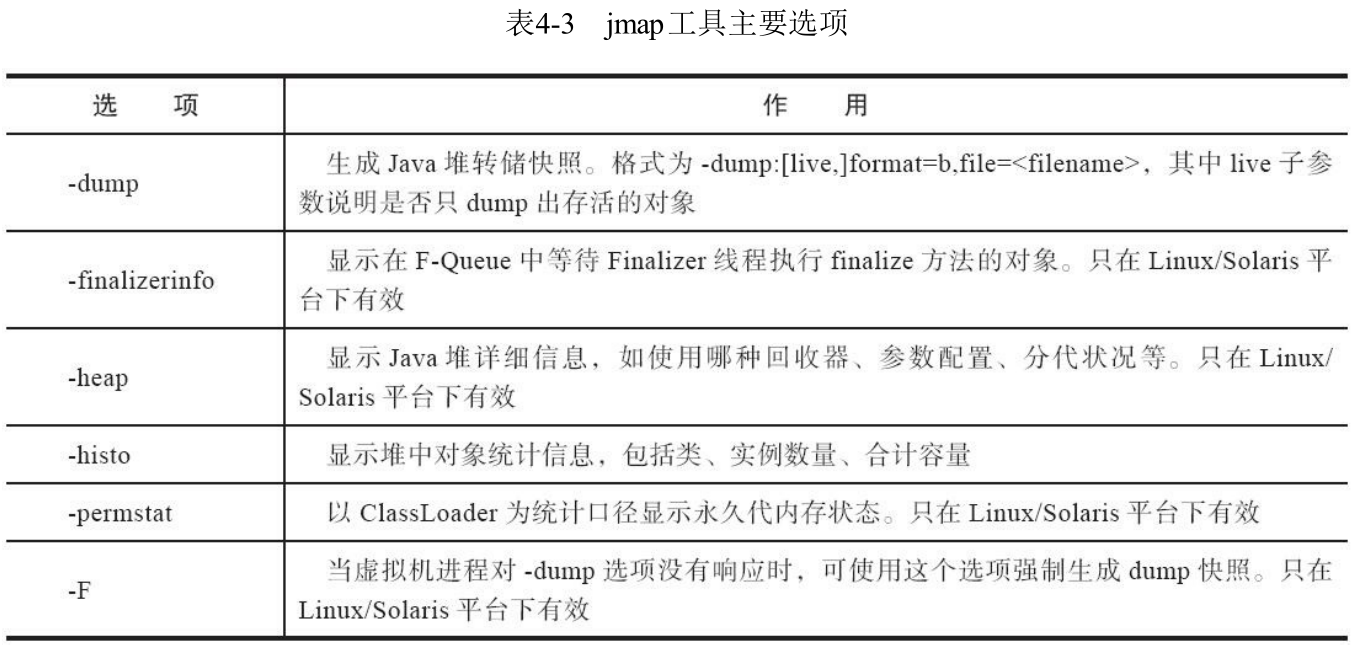 表4-3 jmap工具主要选项
选 项 作 用
-dump
生成 Java 堆转储快照。格式为 -dump:[live,]format=b,file=<filename>，其中 live 子参
数说明是否只 dump 出存活的对象
-finalizerinfo
显示在 F-Queue 中等待 Finalizer 线程执行 finalize 方法的对象。只在 Linux/Solaris 平
台下有效
-heap
显示 Java 堆详细信息，如使用哪种回收器、参数配置、分代状况等。只在 Linux/
Solaris 平台下有效
-histo
显示堆中对象统计信息，包括类、实例数量、合计容量
-permstat
以 ClassLoader 为统计口径显示永久代内存状态。只在 Linux/Solaris 平台下有效
-F
当虚拟机进程对 -dump 选项没有响应时，可使用这个选项强制生成 dump 快照。只在
Linux/Solaris 平台下有效